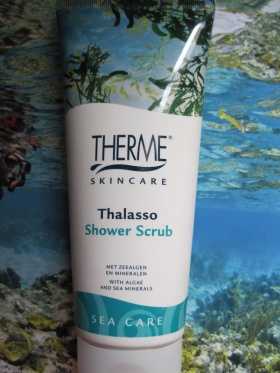 THERME®
SKINCARE
Thalasso
Shower Scrub
MET ZEEALGEN
EN MINERALEN
WITH ALGAE
AND SEA MINERALS
SEA CARE